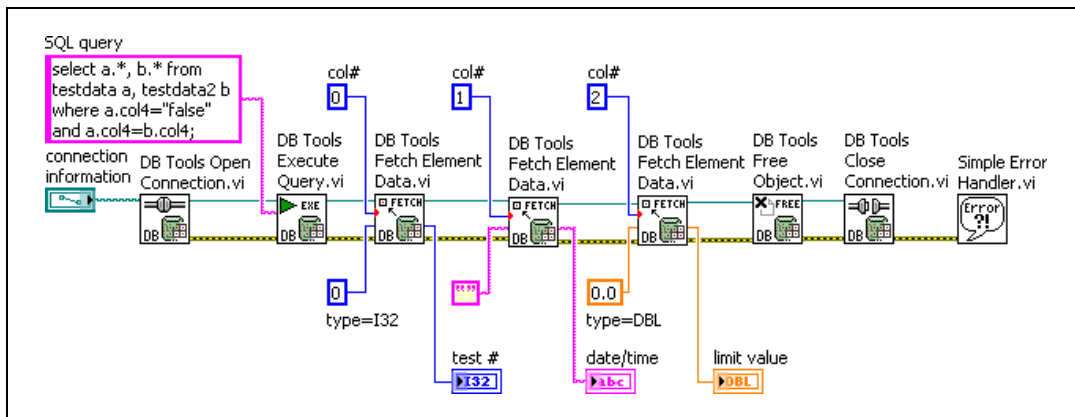 SQL query
select a.*, b.* from
testdata a, testdata2 b
where a.col4="false"
and a.col4=b.col4;
connection
information
DB Tools Open
Connection.vi
DB
DB Tools
Execute
Query.vi
EXE
DB
col#
0
DB Tools
Fetch Element
Data.vi
FETCH
DB
0
type=I32
test #
I32
col#
1
DB Tools
Fetch Element
Data.vi
FETCH
DB
""
date/time
abc
col#
2
DB Tools
Fetch Element
Data.vi
FETCH
DB
0.0
type=DBL
limit value
DBL
DB Tools
Free
Object.vi
FREE
DB
DB Tools
Close
Connection.vi
DB
Simple Error
Handler.vi
Error
?!